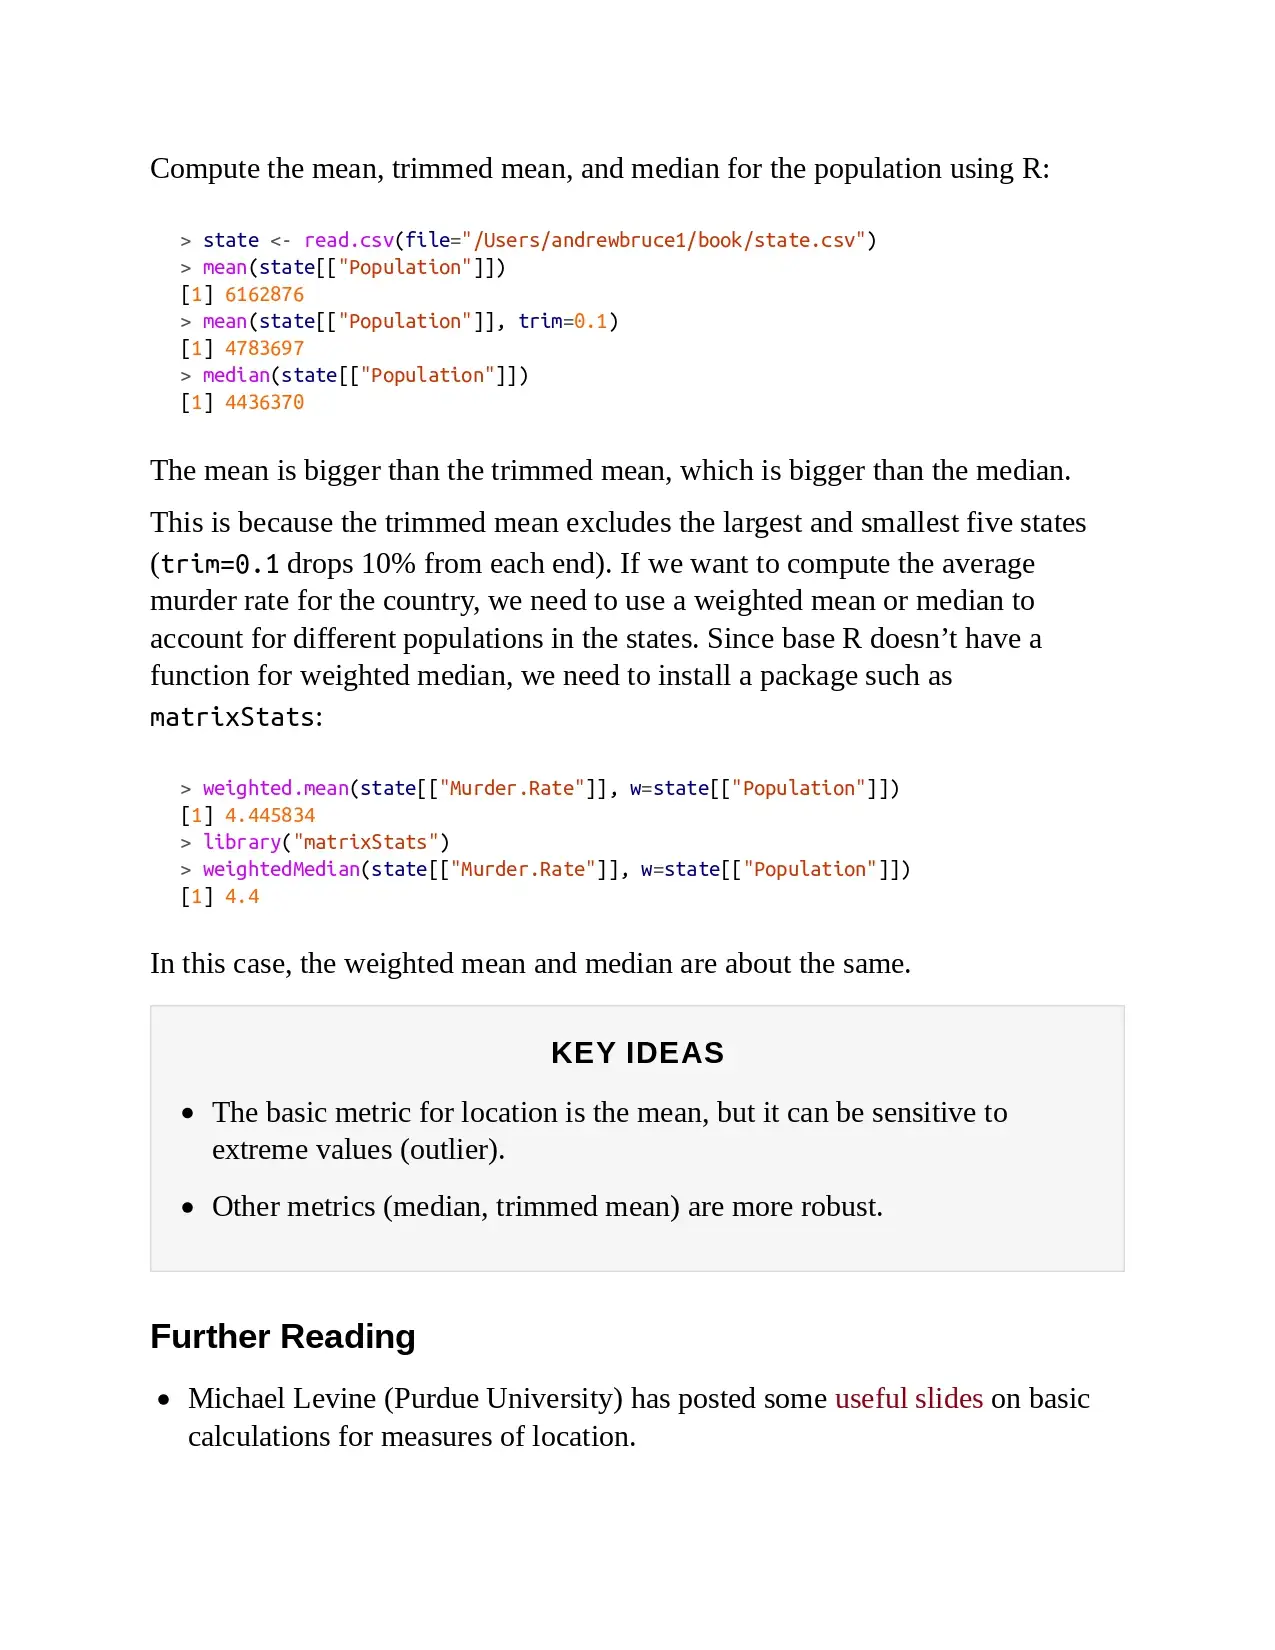 Compute the mean, trimmed mean, and median for the population using R:
> state <- read.csv(file="/Users/andrewbruce1/book/state.csv")
> mean(state[["Population"]])
[1] 6162876
> mean(state[["Population"]], trim=0.1)
[1] 4783697
> median(state[["Population"]])
[1] 4436370
The mean is bigger than the trimmed mean, which is bigger than the median.
This is because the trimmed mean excludes the largest and smallest five states
(trim=0.1 drops 10% from each end). If we want to compute the average
murder rate for the country, we need to use a weighted mean or median to
account for different populations in the states. Since base R doesn’t have a
function for weighted median, we need to install a package such as
matrixStats:
> weighted.mean(state[["Murder.Rate"]], w=state[["Population"]])
[1] 4.445834
> library("matrixStats")
> weightedMedian(state[["Murder.Rate"]], w=state[["Population"]])
[1] 4.4
In this case, the weighted mean and median are about the same.
KEY IDEAS
• The basic metric for location is the mean, but it can be sensitive to
extreme values (outlier).
• Other metrics (median, trimmed mean) are more robust.
Further Reading
• Michael Levine (Purdue University) has posted some useful slides on basic
calculations for measures of location.